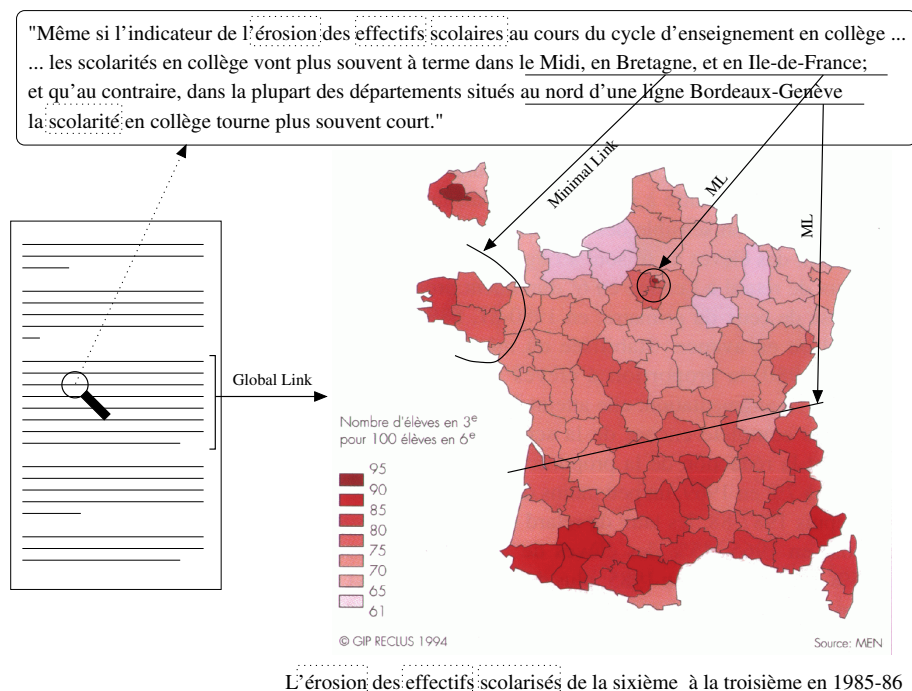 "Même si l'indicateur de l'érosion des effectifs scolaires au cours du cycle d'enseignement en collège ...
... les scolarités en collège vont plus souvent à terme dans le Midi, en Bretagne, et en Ile-de-France;
et qu'au contraire, dans la plupart des départements situés au nord d'une ligne Bordeaux-Genève
la scolarité en collège tourne plus souvent court."
Minimal Link
ML
ML
Global Link
Nombre d'élèves en 3e
pour 100 élèves en 6e
95
90
85
80
75
70
65
61
© GIP RECLUS 1994
Source: MEN
L'érosion des effectifs scolarisés de la sixième à la troisième en 1985-86